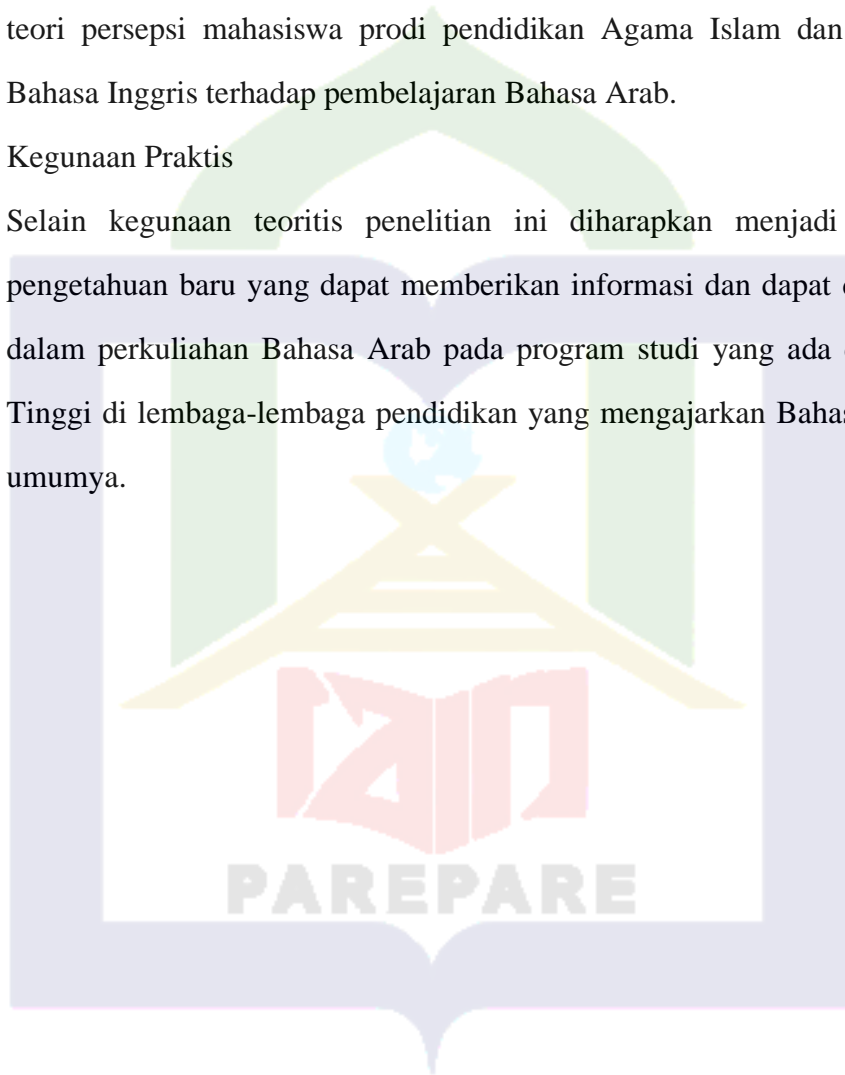 teori persepsi mahasiswa prodi pendidikan Agama Islam dan
Bahasa Inggris terhadap pembelajaran Bahasa Arab.
Kegunaan Praktis
Selain kegunaan teoritis penelitian ini diharapkan menjadi
pengetahuan baru yang dapat memberikan informasi dan dapat
dalam perkuliahan Bahasa Arab pada program studi yang ada
Tinggi di lembaga-lembaga pendidikan yang mengajarkan
umumya.
iain
PAREPARE